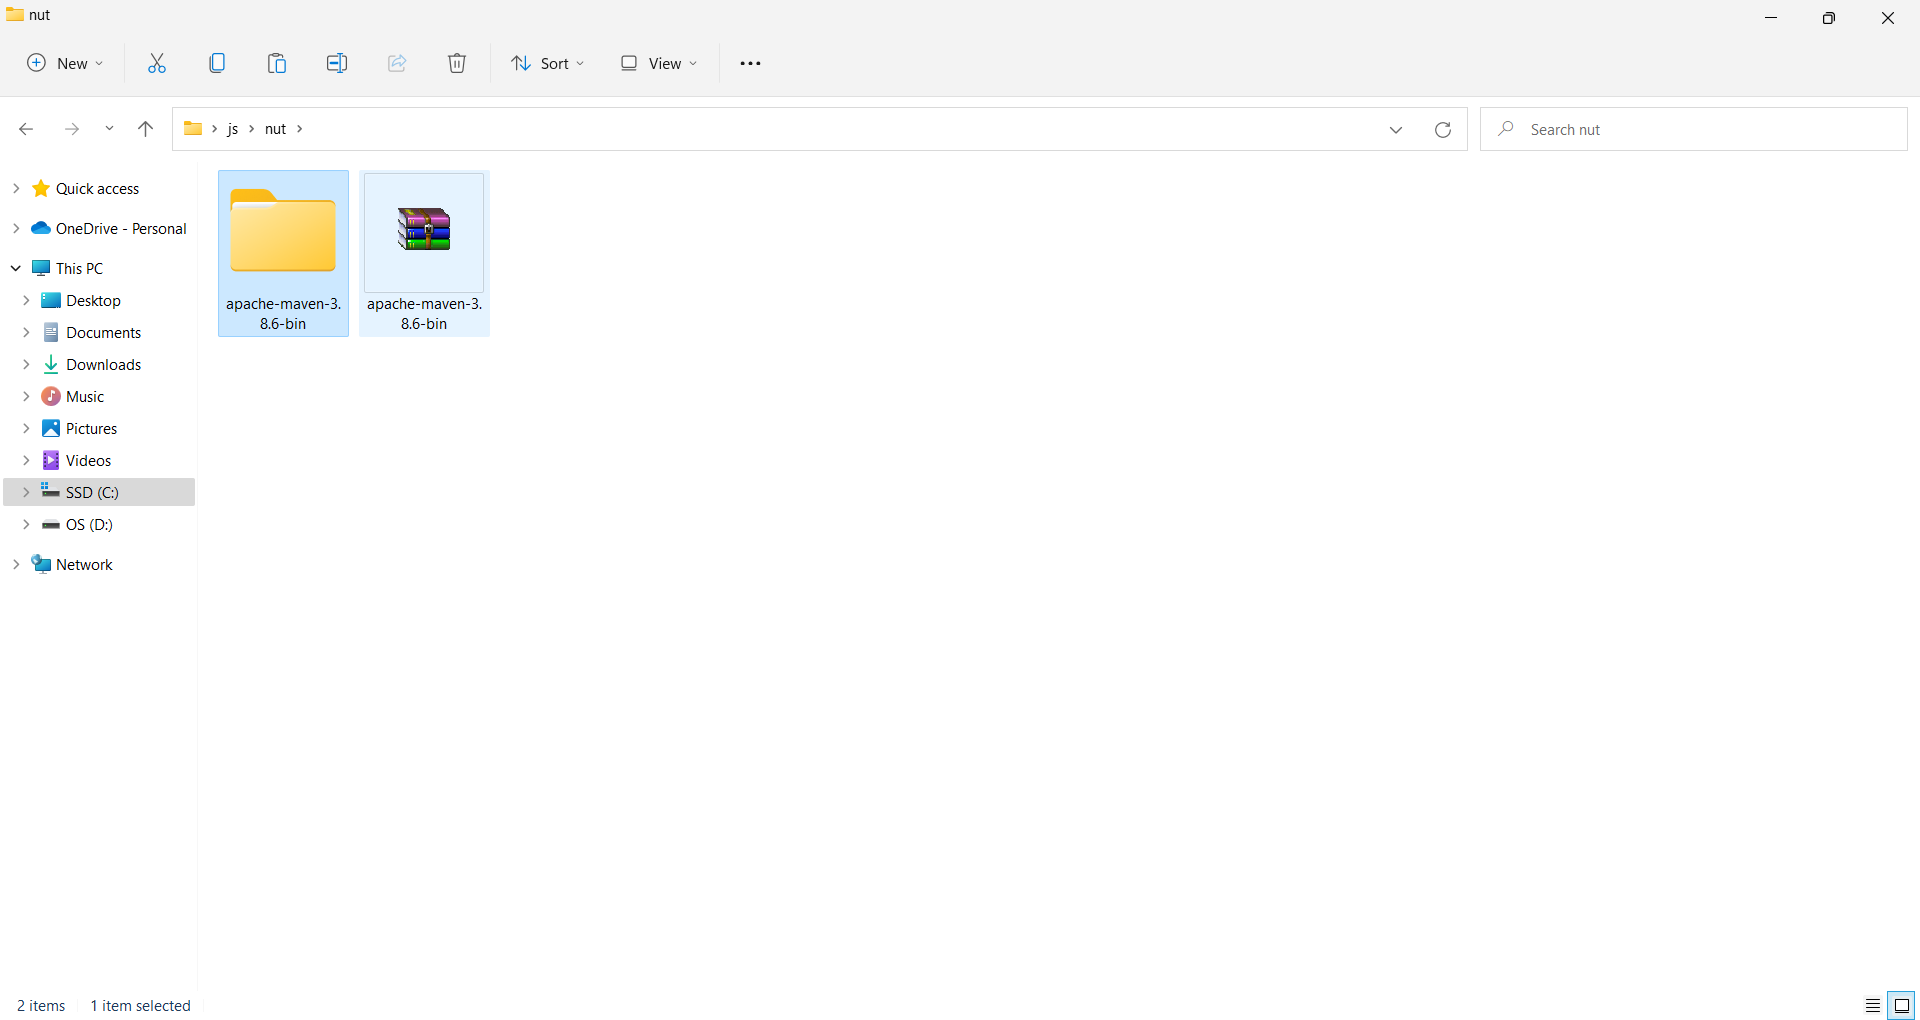 nut
New
Sort
View
js
nut
Search nut
Quick access
OneDrive - Personal
This PC
Desktop
Documents
Downloads
Music
Pictures
Videos
SSD (C:)
OS (D:)
Network
apache-maven-3.
8.6-bin
apache-maven-3.
8.6-bin
2 items
1 item selected